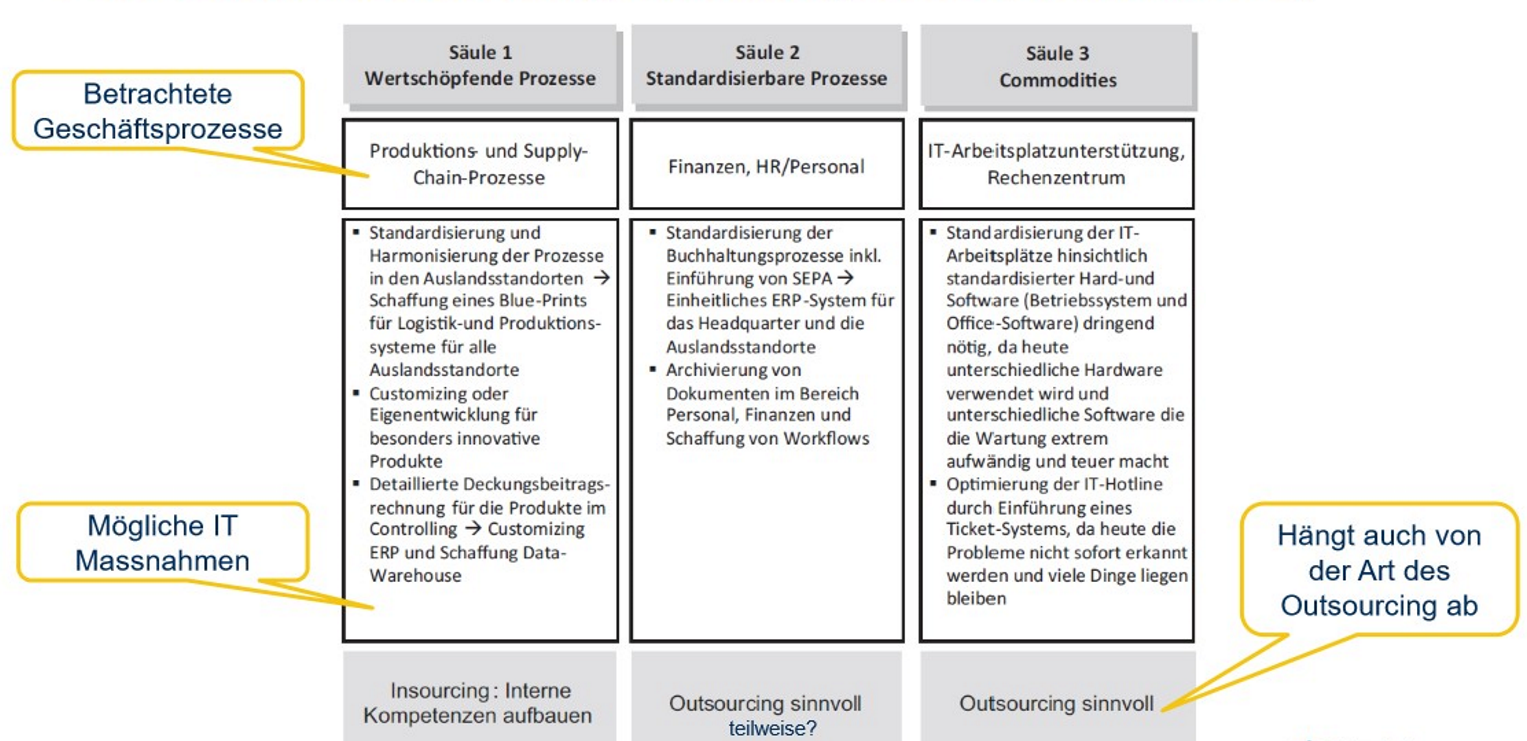 Säule 1
Wertschöpfende Prozesse
Säule 2
Standardisierbare Prozesse
Säule 3
Commodities
Betrachtete
Geschäftsprozesse
Produktions- und Supply-
Chain-Prozesse
Finanzen, HR/Personal
IT-Arbeitsplatzunterstützung,
Rechenzentrum
▪ Standardisierung und
Harmonisierung der Prozesse
in den Auslandsstandorten →
Schaffung eines Blue-Prints
für Logistik-und Produktions-
systeme für alle
Auslandsstandorte
▪ Customizing oder
Eigenentwicklung für
besonders innovative
Produkte
▪ Detaillierte Deckungsbeitrags-
rechnung für die Produkte im
Controlling → Customizing
ERP und Schaffung Data-
Warehouse
▪ Standardisierung der
Buchhaltungsprozesse inkl.
Einführung von SEPA →
Einheitliches ERP-System für
das Headquarter und die
Auslandsstandorte
▪ Archivierung von
Dokumenten im Bereich
Personal, Finanzen und
Schaffung von Workflows
▪ Standardisierung der IT-
Arbeitsplätze hinsichtlich
standardisierter Hard-und
Software (Betriebssystem und
Office-Software) dringend
nötig, da heute
unterschiedliche Hardware
verwendet wird und
unterschiedliche Software die
die Wartung extrem
aufwändig und teuer macht
▪ Optimierung der IT-Hotline
durch Einführung eines
Ticket-Systems, da heute die
Probleme nicht sofort erkannt
werden und viele Dinge liegen
bleiben
Mögliche IT
Massnahmen
Hängt auch von
der Art des
Outsourcing ab
Insourcing: Interne
Kompetenzen aufbauen
Outsourcing sinnvoll
teilweise?
Outsourcing sinnvoll